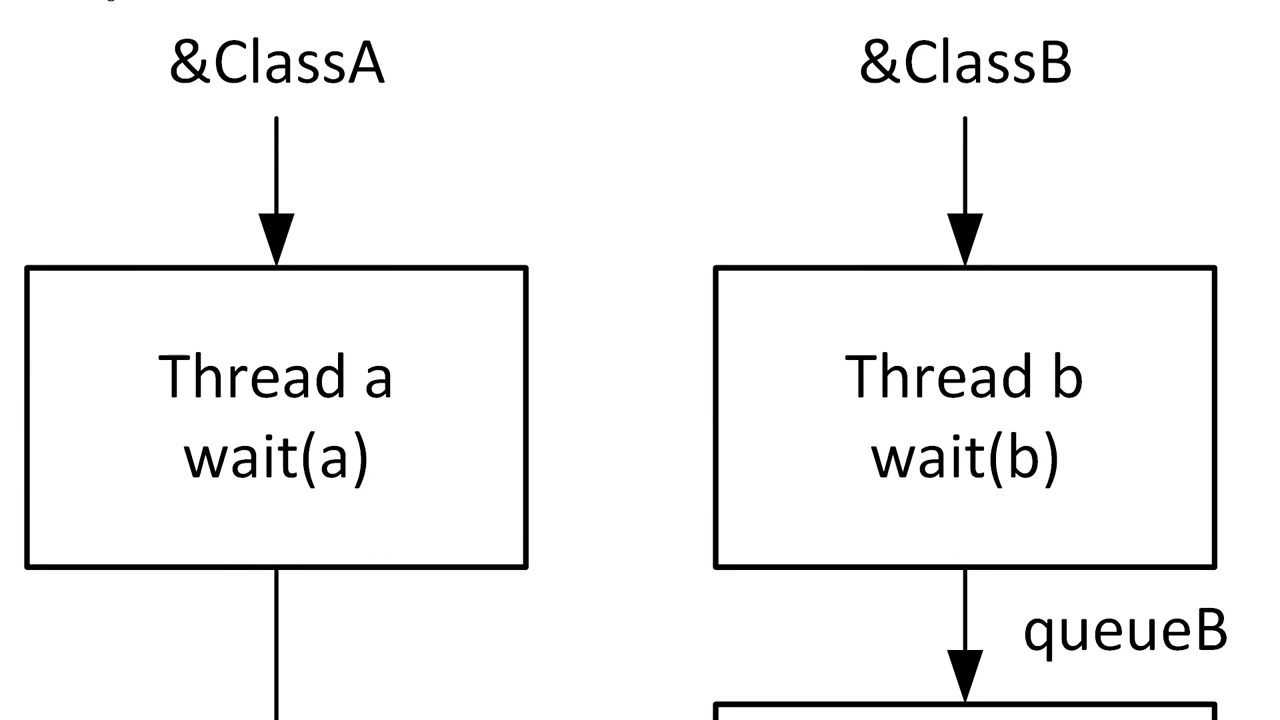 &ClassA
&ClassB
Thread a
wait(a)
Thread b
wait(b)
queueB